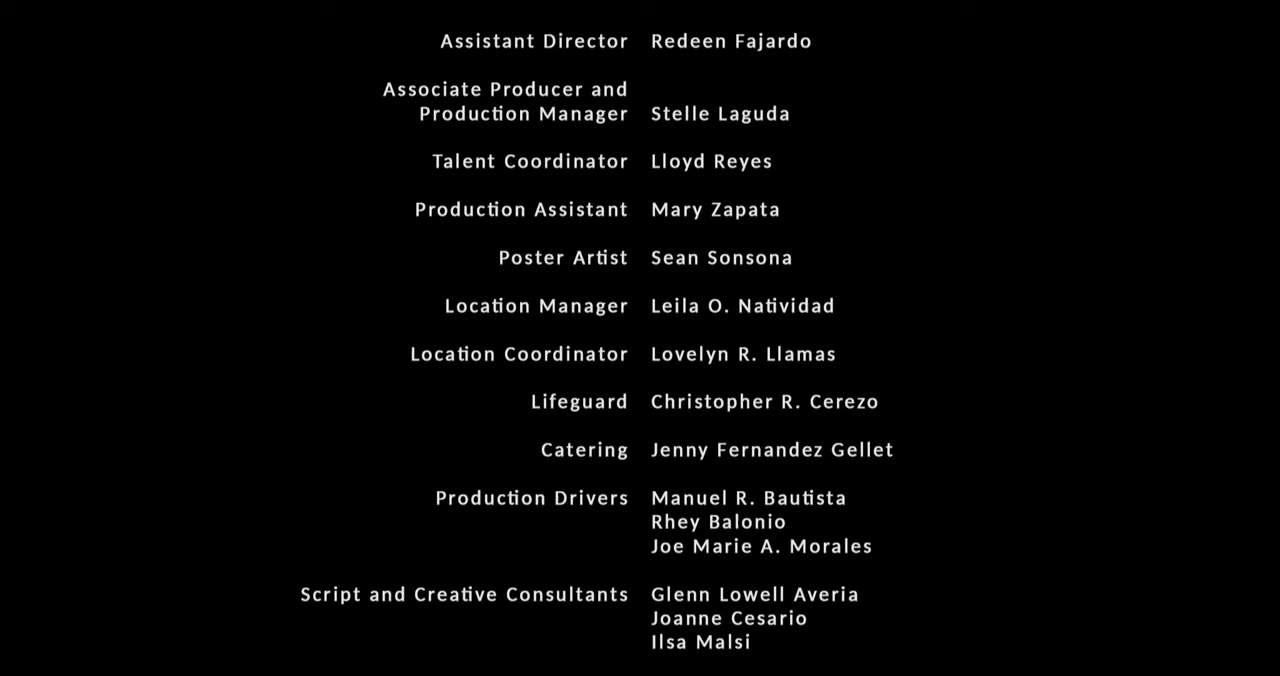 Assistant Director Redeen Fajardo
Associate Producer and
Production Manager Stelle Laguda
Talent Coordinator Lloyd Reyes
Production Assistant Mary Zapata
Poster Artist Sean Sonsona
Location Manager Leila O. Natividad
Location Coordinator Lovelyn R. Llamas
Lifeguard Christopher R. Cerezo
Catering Jenny Fernandez Gellet
Production Drivers Manuel R. Bautista
Rhey Balonio
Joe Marie A. Morales
Script and Creative Consultants Glenn Lowell Averia
Joanne Cesario
Ilsa Malsi